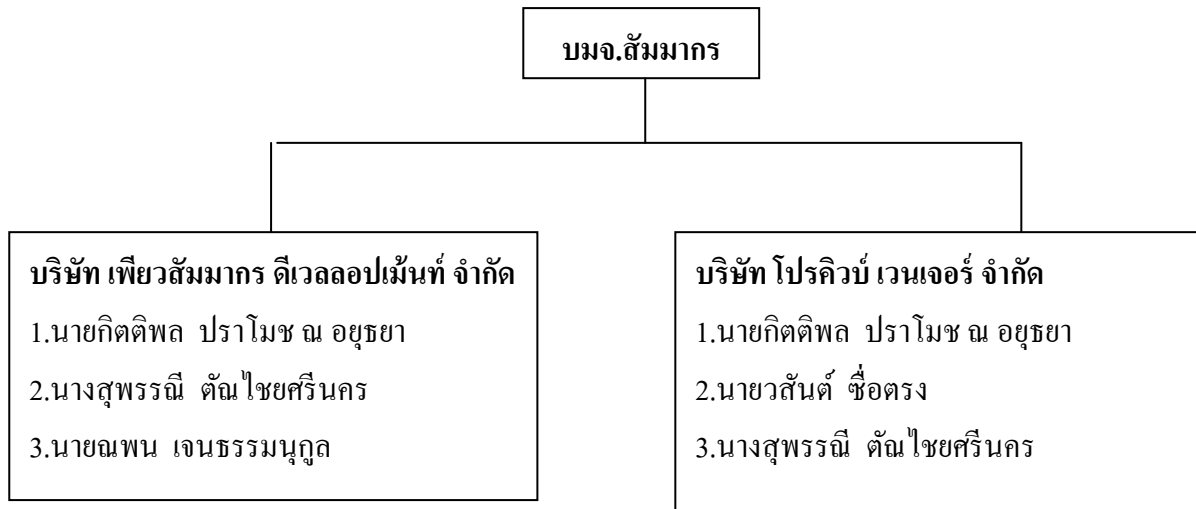 บมจ.สัมมากร
บริษัท เพียวสัมมากร ดีเวลลอปเม้นท์ จำกัด
1.นายกิตติพล ปราโมช ณ อยุธยา
2.นางสุพรรณี ตัณไชยศรีนคร
3.นายณพน เจนธรรมนุกูล
บริษัท โปรคิวบ์ เวนเจอร์ จำกัด
1.นายกิตติพล ปราโมช ณ อยุธยา
2.นายวสันต์ ซื่อตรง
3.นางสุพรรณี ตัณไชยศรีนคร